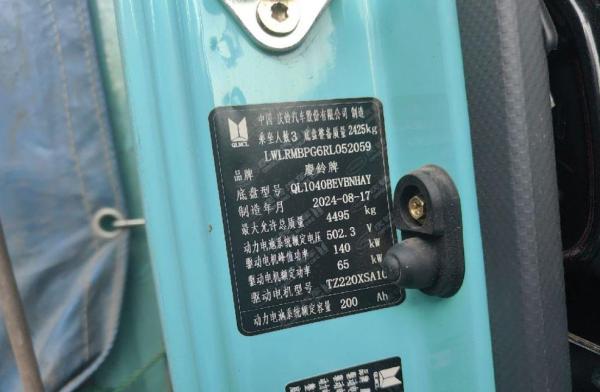 QLMCL
中国·庆铃汽车股份有限公司 制造
乘坐人数 3 底盘整备质量 2425kg
LWLRMBPG6RL052059
品牌 慶鈴牌
底盘型号 QL1040BEVBNHAY
制造年月 2024-08-17
最大允许总质量 4495 kg
动力电池系统额定电压 502.3 V
驱动电机峰值功率 140 kW
驱动电机额定功率 65 kW
驱动电机型号 TZ220XSA10
动力电池系统额定容量 200 Ah